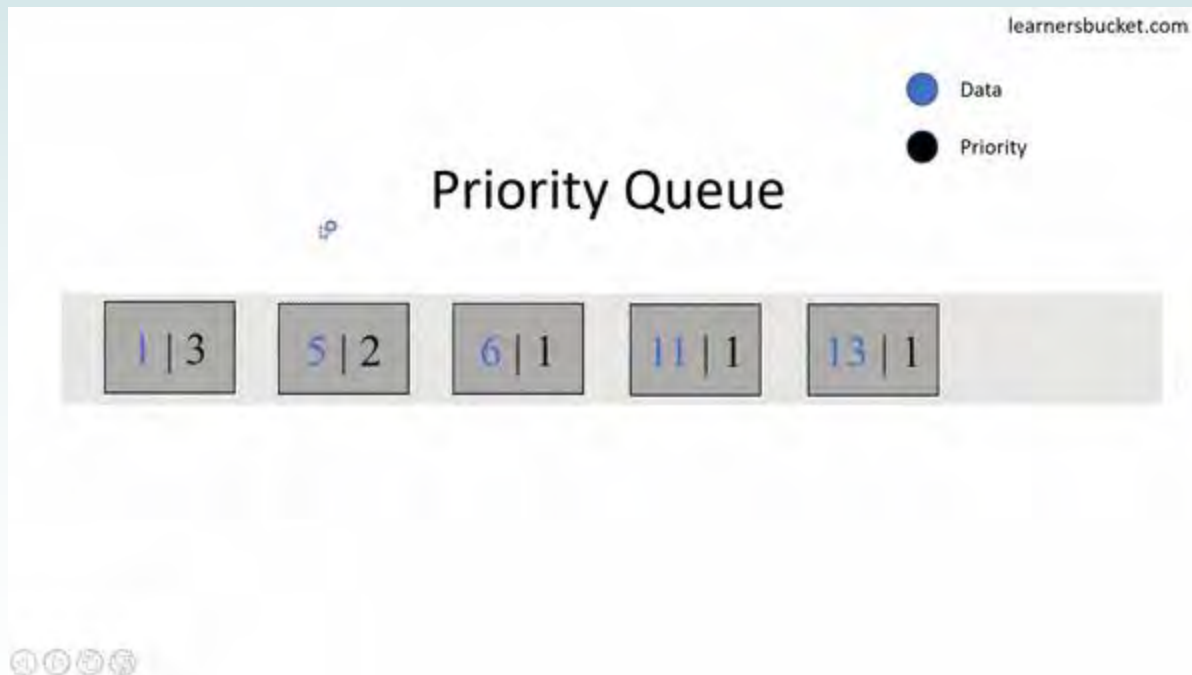 learnersbucket.com
Data
Priority
Priority Queue
1 | 3
5 | 2
6 | 1
11 | 1
13 | 1